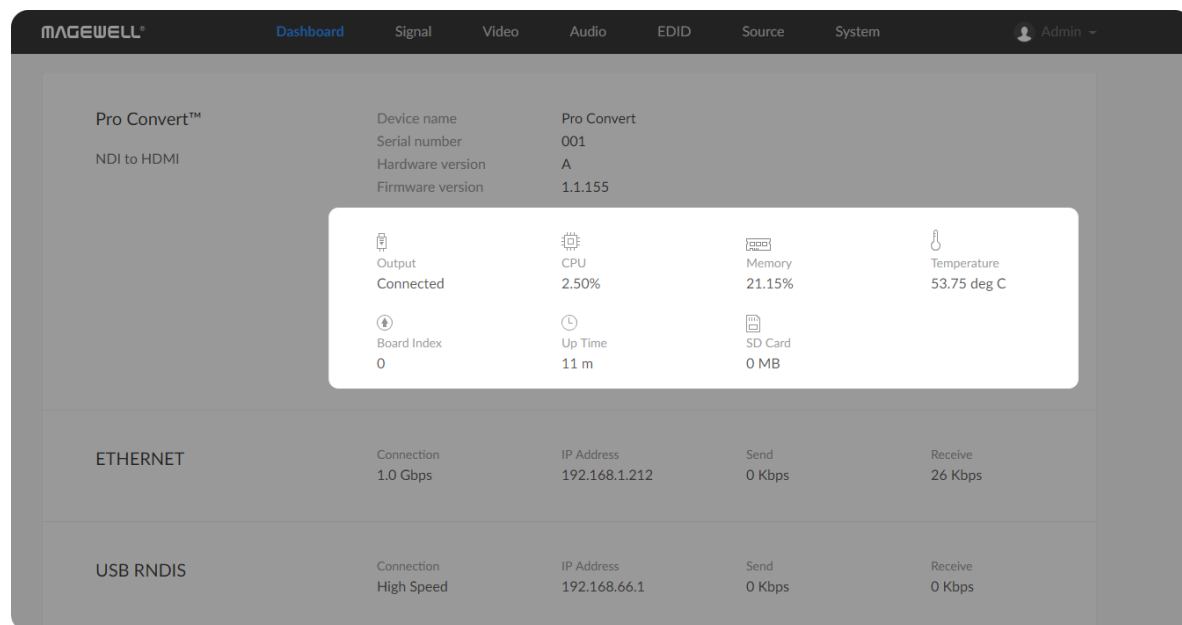 MAGEWELL® Dashboard Signal Video Audio EDID Source System Admin
Pro Convert™
NDI to HDMI
Device name Pro Convert
Serial number 001
Hardware version A
Firmware version 1.1.155
Output CPU Memory Temperature
Connected 2.50% 21.15% 53.75 deg C
Board Index Up Time SD Card
0 11 m 0 MB
ETHERNET
Connection IP Address Send Receive
1.0 Gbps 192.168.1.212 0 Kbps 26 Kbps
USB RNDIS
Connection IP Address Send Receive
High Speed 192.168.66.1 0 Kbps 0 Kbps